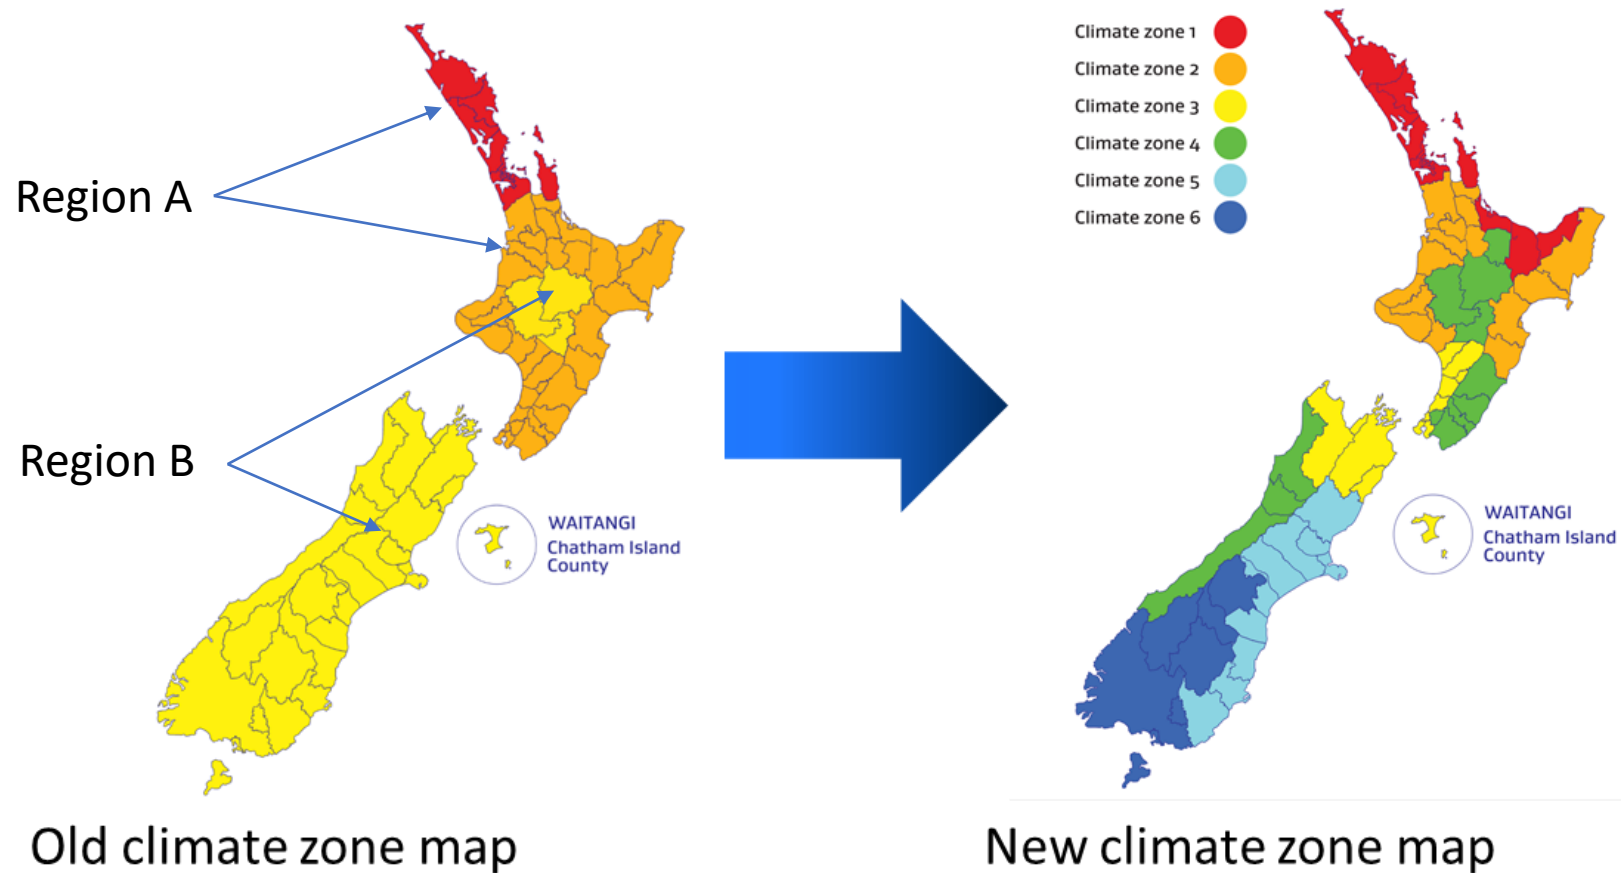 Region A
Region B
WAITANGI
Chatham Island
County
Old climate zone map
Climate zone 1
Climate zone 2
Climate zone 3
Climate zone 4
Climate zone 5
Climate zone 6
WAITANGI
Chatham Island
County
New climate zone map